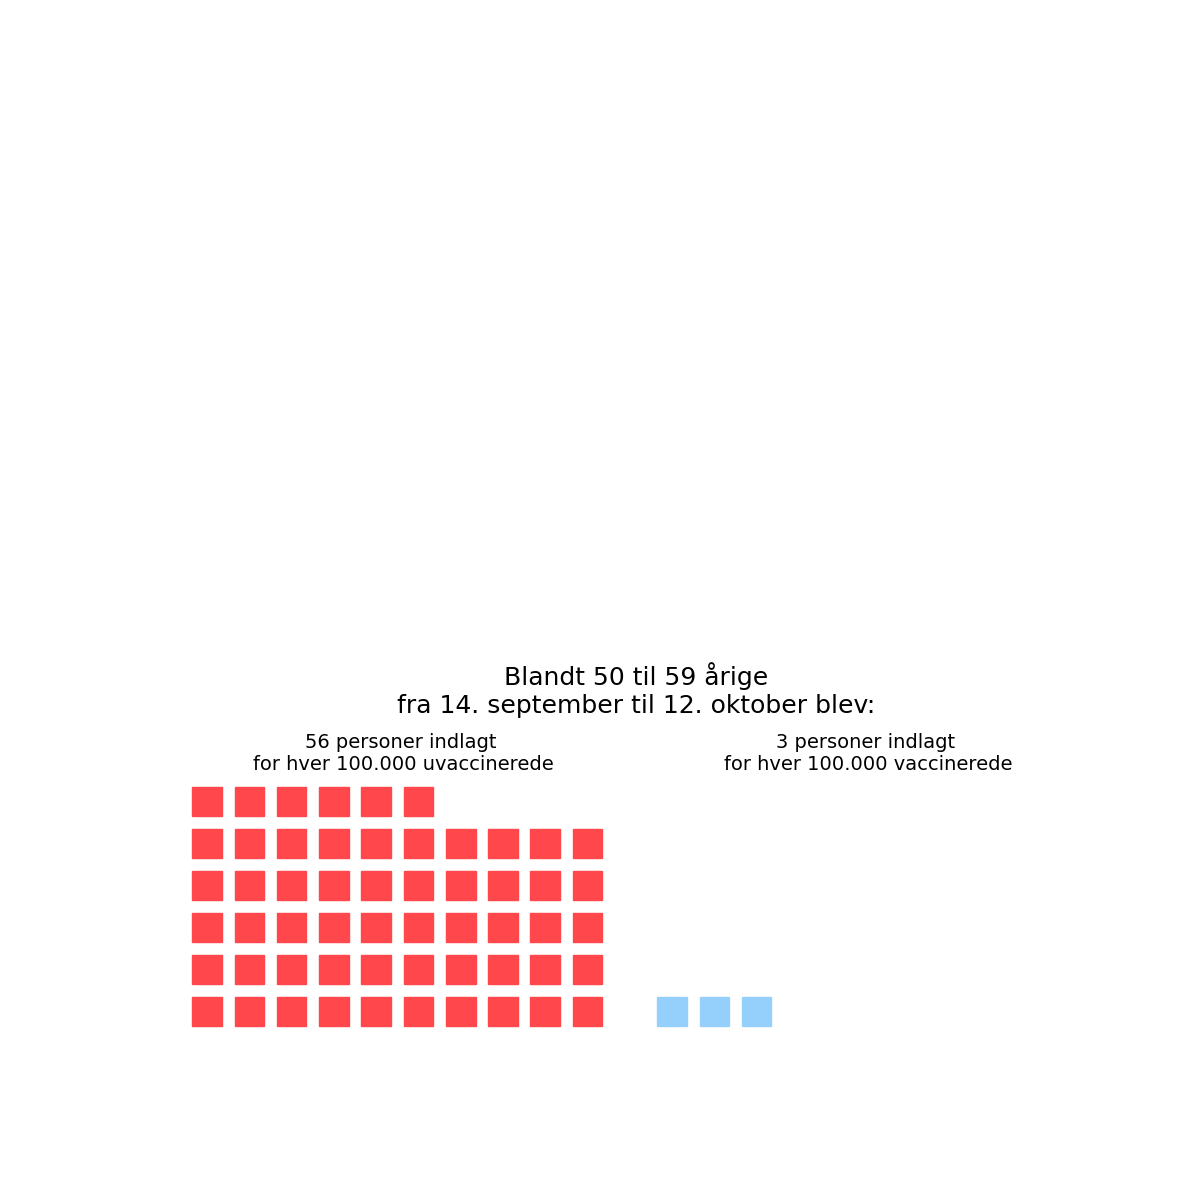 Blandt 50 til 59 årige
fra 14. september til 12. oktober blev:
56 personer indlagt
for hver 100.000 uvaccinerede
3 personer indlagt
for hver 100.000 vaccinerede